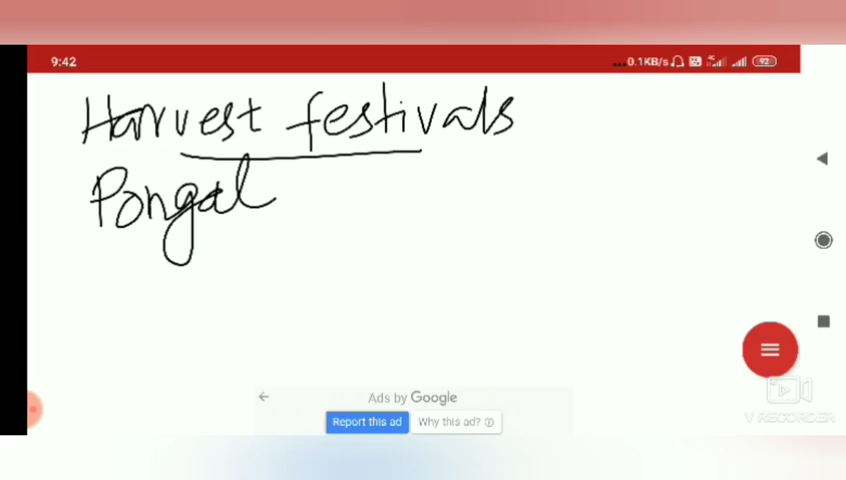 9:42
...0.1KB/s 92
Harvest festivals
Pongal
Ads by Google
Report this ad Why this ad?
V RECORDER